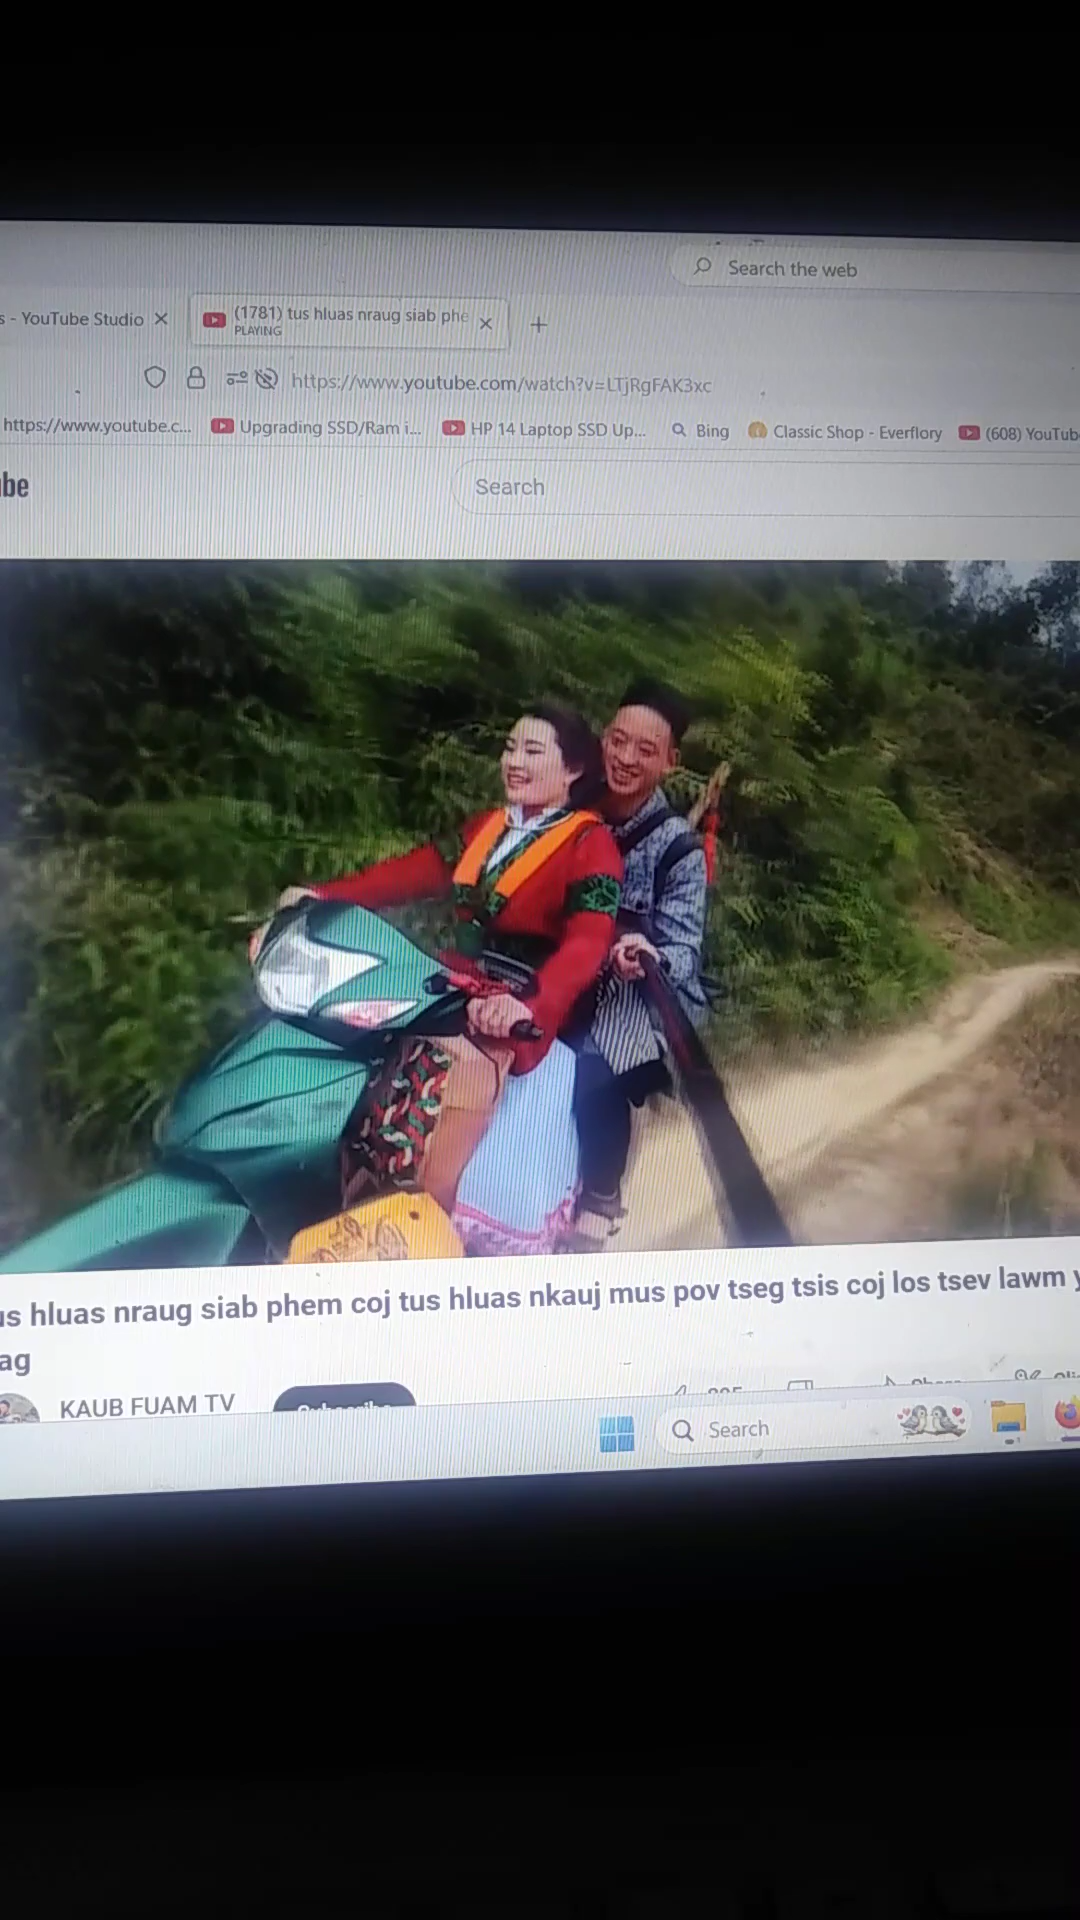 Search the web
s - YouTube Studio
(1781) tus hluas nraug siab phe
PLAYING
https://www.youtube.com/watch?v=LTjRgFAK3xc
https://www.youtube.c...
Upgrading SSD/Ram i...
HP 14 Laptop SSD Up...
Bing
Classic Shop - Everflory
(608) YouTub
be
Search
us hluas nraug siab phem coj tus hluas nkauj mus pov tseg tsis coj los tsev lawm y
ag
KAUB FUAM TV
Search